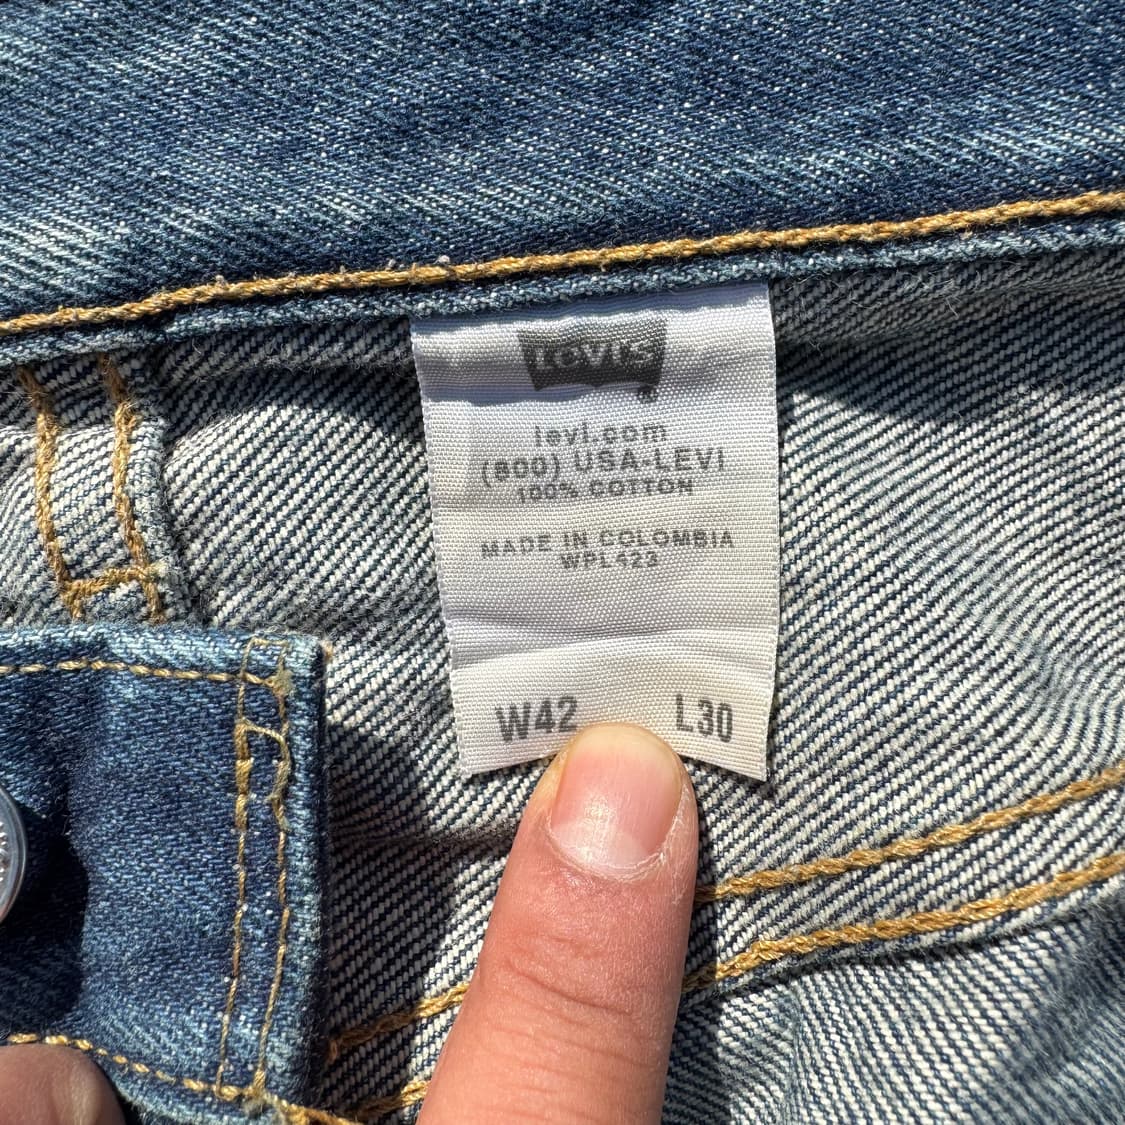 Levi's
levi.com
(800) USA-LEVI
100% COTTON
MADE IN COLOMBIA
WPL423
W42 L30